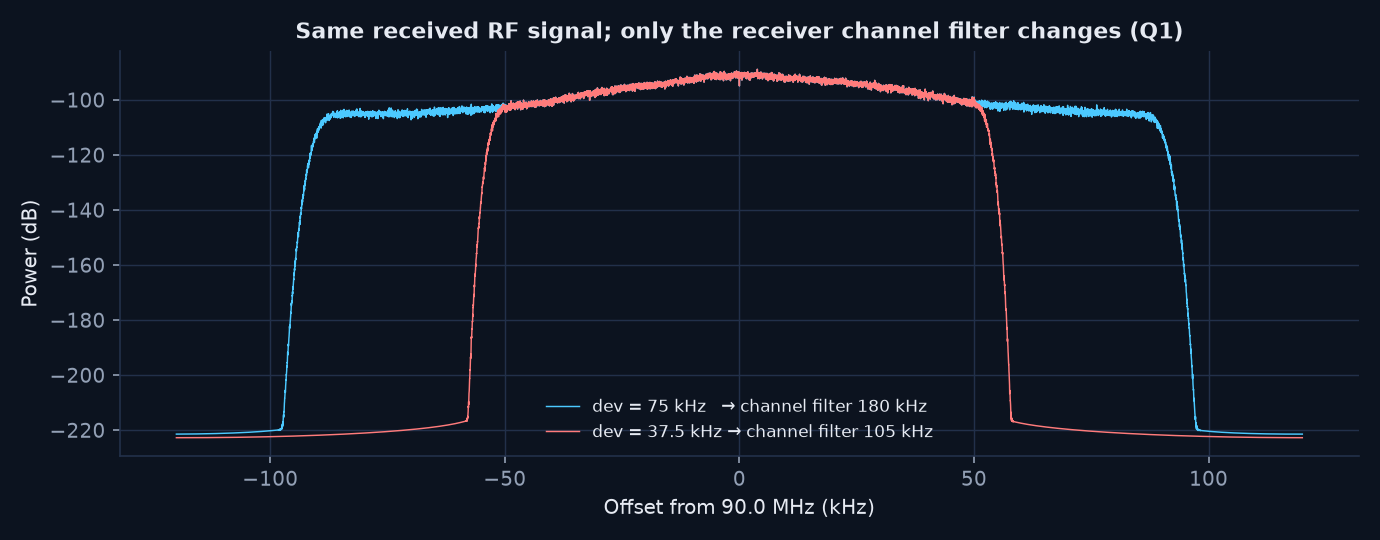 Same received RF signal; only the receiver channel filter changes (Q1)
Power (dB)
−100
−120
−140
−160
−180
−200
−220
dev = 75 kHz → channel filter 180 kHz
dev = 37.5 kHz → channel filter 105 kHz
−100
−50
0
50
100
Offset from 90.0 MHz (kHz)